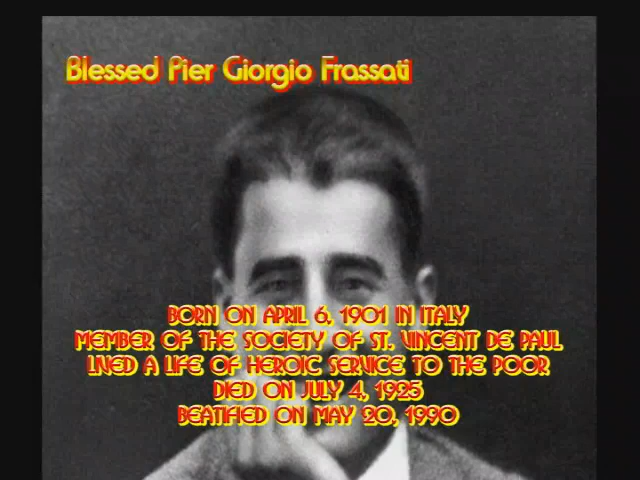 Blessed Pier Giorgio Frassati
BORN ON APRIL 6, 1901 IN ITALY
MEMBER OF THE SOCIETY OF ST. VINCENT DE PAUL
LIVED A LIFE OF HEROIC SERVICE TO THE POOR
DIED ON JULY 4, 1925
BEATIFIED ON MAY 20, 1990